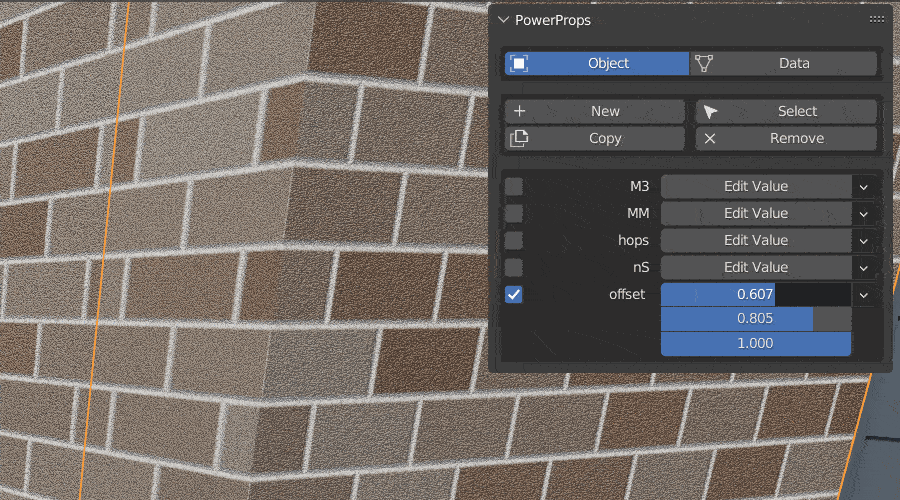 PowerProps
Object Data
New Select
Copy Remove
M3 Edit Value
MM Edit Value
hops Edit Value
nS Edit Value
offset 0.607
0.805
1.000